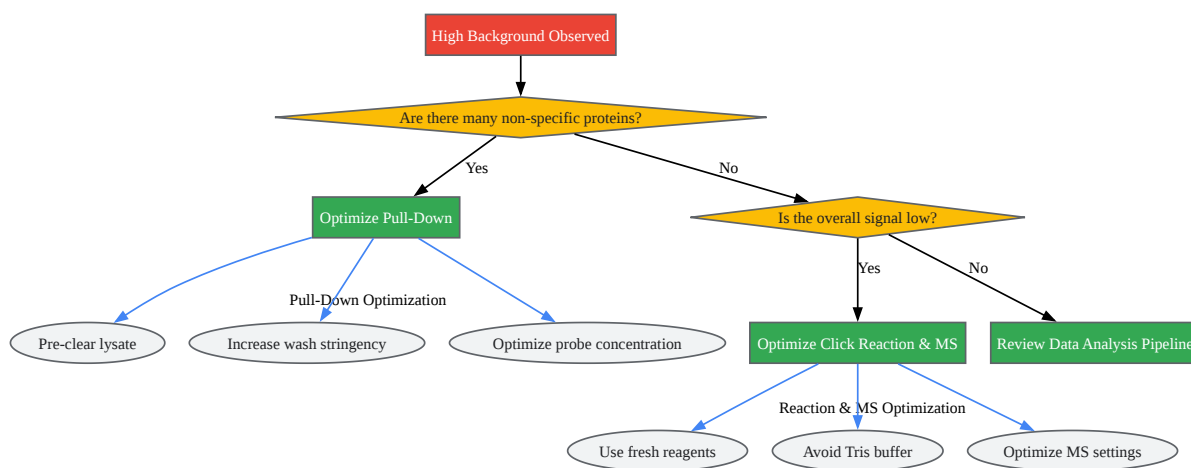 High Background Observed
Are there many non-specific proteins?
Yes
No
Optimize Pull-Down
Is the overall signal low?
Yes
No
Pull-Down Optimization
Pre-clear lysate
Increase wash stringency
Optimize probe concentration
Optimize Click Reaction & MS
Review Data Analysis Pipeline
Reaction & MS Optimization
Use fresh reagents
Avoid Tris buffer
Optimize MS settings